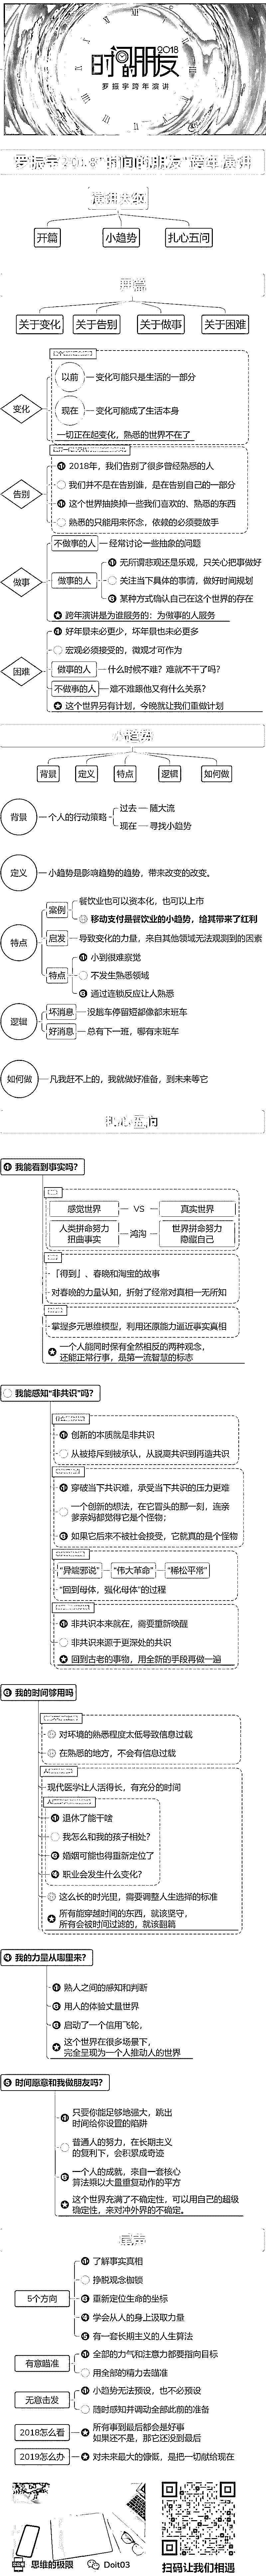 时间的朋友 2018
罗振宇跨年演讲
罗振宇2018"时间的朋友"跨年演讲
演讲大纲
开篇
小趋势
扎心五问
开篇
关于变化
关于告别
关于做事
关于困难
变化
以前
变化可能只是生活的一部分
现在
变化可能成了生活本身
一切正在起变化，熟悉的世界不在了
告别
2018年，我们告别了很多曾经熟悉的人
我们并不是在告别谁，是在告别自己的一部分
这个世界抽换掉一些我们喜欢的、熟悉的东西
熟悉的只能用来怀念，依赖的必须要放手
做事
不做事的人
经常讨论一些抽象的问题
做事的人
无所谓悲观还是乐观，只关心把事做好
关注当下具体的事情，做好时间规划
某种方式确认自己在这个世界的存在
跨年演讲是为谁服务的：为做事的人服务
困难
好年景未必更少，坏年景也未必更多
宏观必须接受的，微观才可作为
做事的人
什么时候不难？难就不干了吗？
不做事的人
难不难跟他又有什么关系？
这个世界另有计划，今晚就让我们重做计划
小趋势
背景
定义
特点
逻辑
如何做
背景
个人的行动策略
过去
随大流
现在
寻找小趋势
定义
小趋势是影响趋势的趋势，带来改变的改变。
特点
案例
餐饮业也可以资本化，也可以上市
移动支付是餐饮业的小趋势，给其带来了红利
启发
导致变化的力量，来自其他领域无法观测到的因素
特点
小到很难察觉
不发生熟悉领域
通过连锁反应让人熟悉
逻辑
坏消息
没趟车停留短都像都末班车
好消息
总有下一班，哪有末班车
如何做
凡我赶不上的，我就做好准备，到未来等它
扎心五问
1 我能看到事实吗？
感觉世界
VS
真实世界
人类拼命努力
扭曲事实
鸿沟
世界拼命努力
隐藏自己
「得到」、春晚和淘宝的故事
对春晚的力量认知，折射了经常对真相一无所知
掌握多元思维模型，利用还原能力逼近事实真相
一个人能同时保有全然相反的两种观念，
还能正常行事，是第一流智慧的标志
我能感知"非共识"吗？
创新的本质就是非共识
从被排斥到被承认，从脱离共识到再造共识
穿破当下共识难，承受当下共识的压力更难
一个创新的想法，在它冒头的那一刻，连亲
爹亲妈都觉得它是个怪物；
如果它后来不被社会接受，它就真的是个怪物
"异端邪说"
"伟大革命"
"稀松平常"
"回到母体，强化母体"的过程
非共识本来就在，需要重新唤醒
非共识来源于更深处的共识
回到古老的事物，用全新的手段再做一遍
3 我的时间够用吗
对环境的熟悉程度太低导致信息过载
在熟悉的地方，不会有信息过载
现代医学让人活得长，有充分的时间
退休了能干啥
我怎么和我的孩子相处？
婚姻可能也得重新定位了
职业会发生什么变化？
这么长的时光里，需要调整人生选择的标准
所有能穿越时间的东西，就该坚守，
所有会被时间过滤的，就该翻篇
4 我的力量从哪里来？
熟人之间的感知和判断
用人的体验丈量世界
启动了一个信用飞轮，
这个世界在很多场景下，
完全呈现为一个人推动人的世界
5 时间愿意和我做朋友吗？
只要你能足够地强大，跳出
时间给你设置的陷阱
普通人的努力，在长期主义
的复利下，会积累成奇迹
一个人的成就，来自一套核心
算法乘以大量重复动作的平方
这个世界充满了不确定性，可以用自己的超级
确定性，来对冲外界的不确定。
尾声
5个方向
了解事实真相
挣脱观念枷锁
重新定位生命的坐标
学会从人的身上汲取力量
有一套长期主义的人生算法
有意瞄准
全部的力气和注意力都要指向目标
用全部的精力去瞄准
无意击发
小趋势无法预设，也不必预设
随时感知并调动全部此前的准备
2018怎么看
所有事到最后都会是好事
如果还不是，那它还没到最后
2019怎么办
对未来最大的慷慨，是把一切献给现在
思维的极限
Doit03
扫码让我们相遇